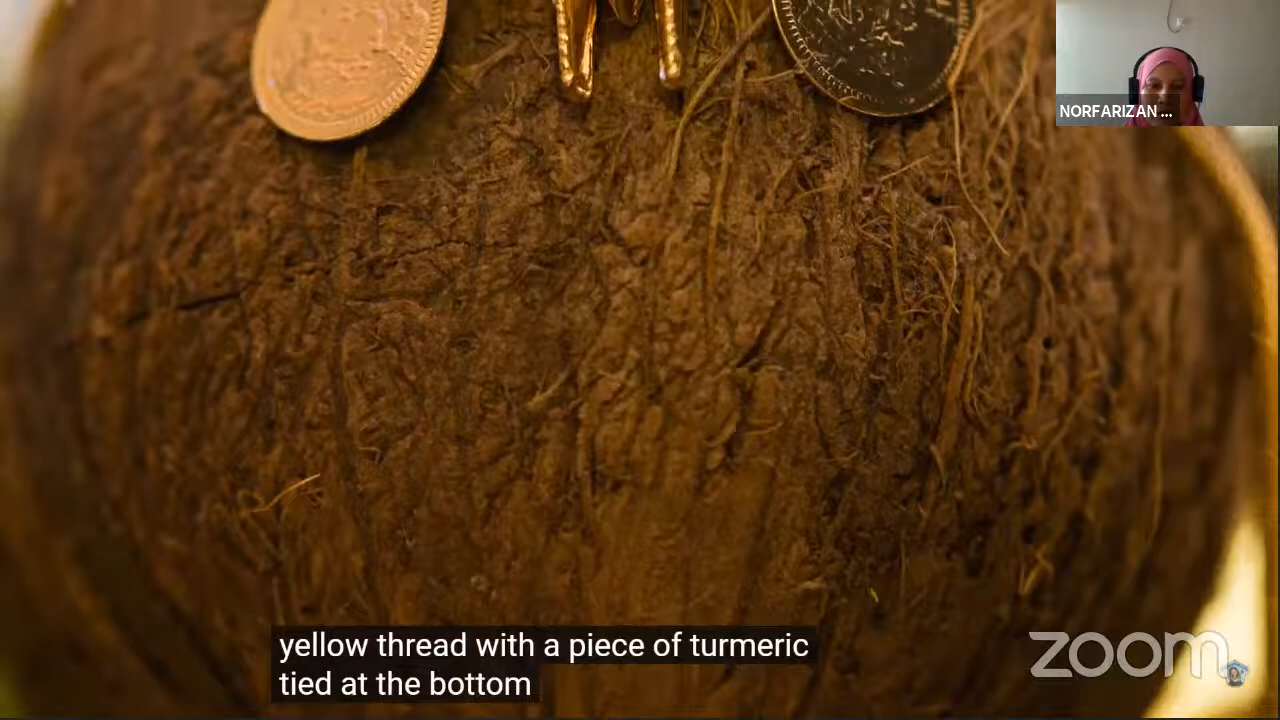 NORFARIZAN ...
yellow thread with a piece of turmeric
tied at the bottom
zoom